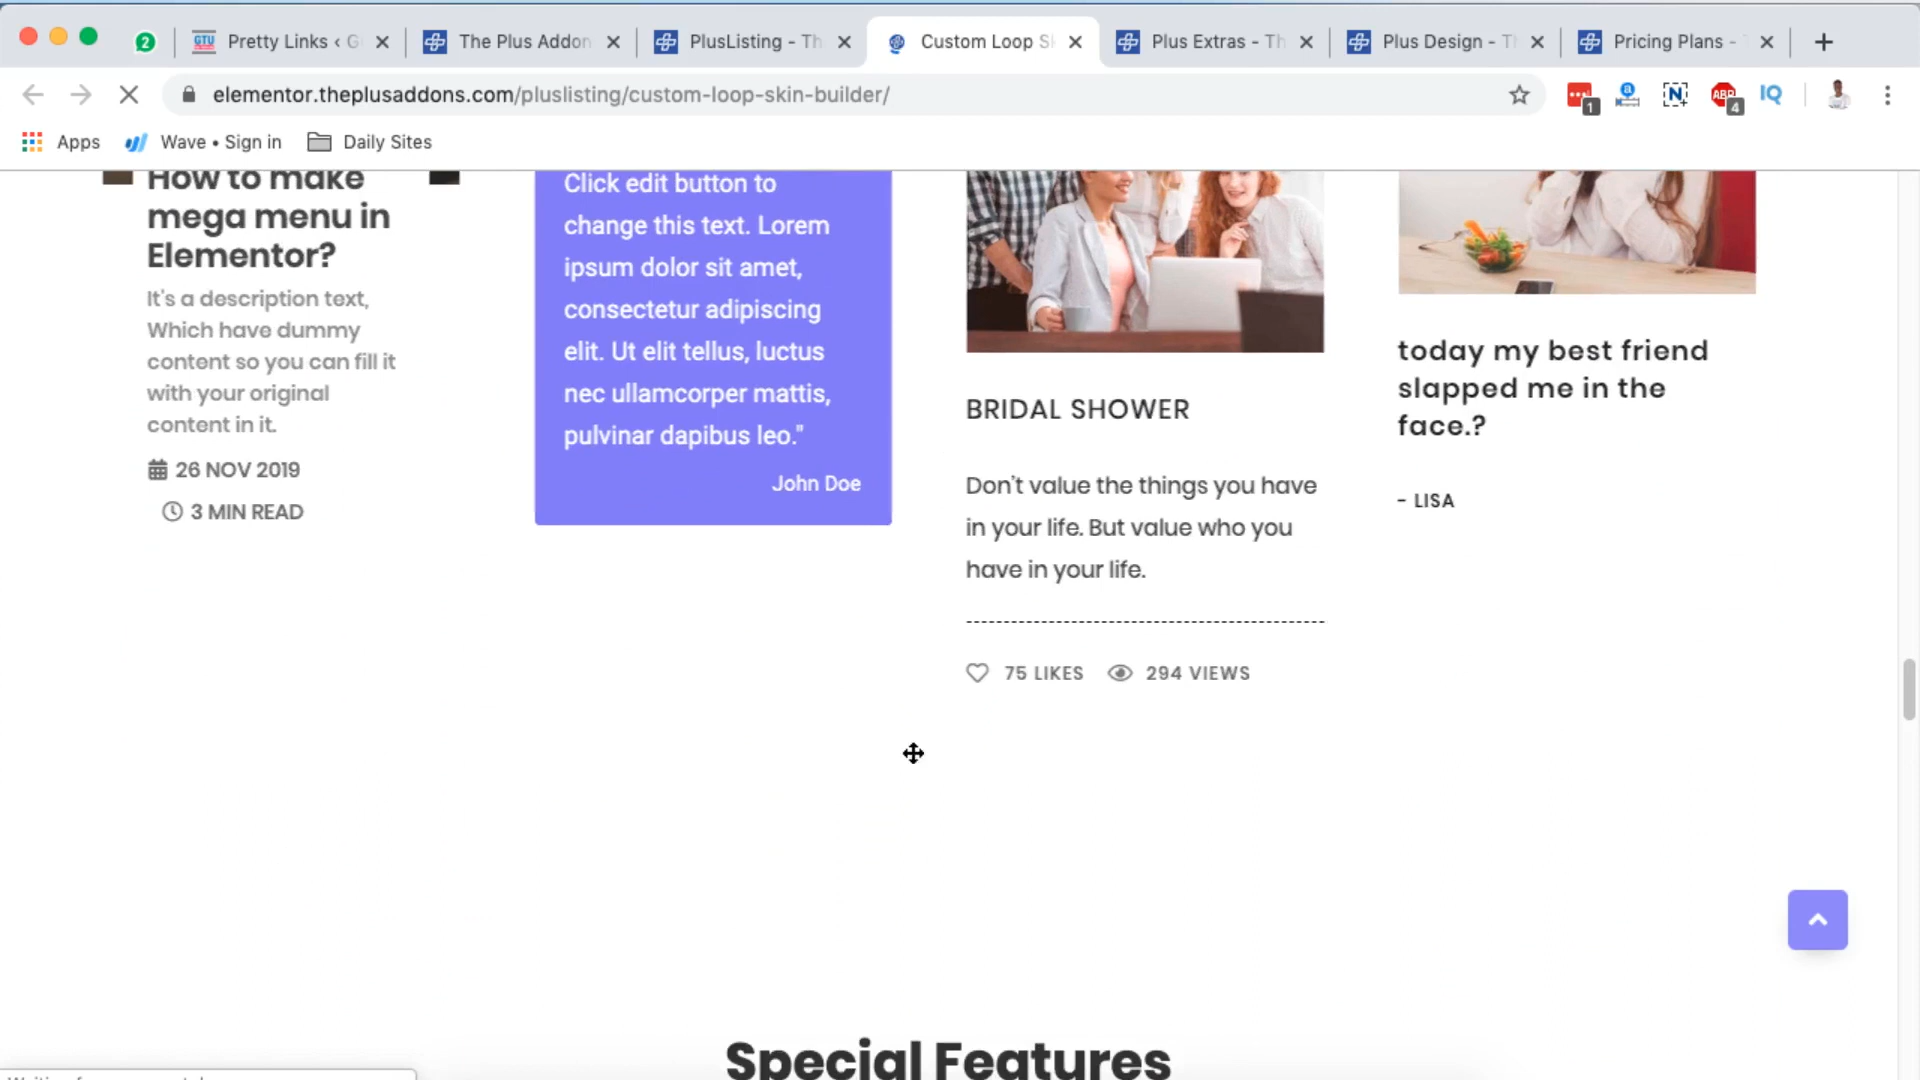 2
Pretty Links ‹ G
The Plus Addon
PlusListing - Th
Custom Loop Sk
Plus Extras - Th
Plus Design - T
Pricing Plans -
elementor.theplusaddons.com/pluslisting/custom-loop-skin-builder/
1
N
ABP
4
IQ
Apps
Wave • Sign in
Daily Sites
How to make
mega menu in
Elementor?
It's a description text,
Which have dummy
content so you can fill it
with your original
content in it.
26 NOV 2019
3 MIN READ
Click edit button to
change this text. Lorem
ipsum dolor sit amet,
consectetur adipiscing
elit. Ut elit tellus, luctus
nec ullamcorper mattis,
pulvinar dapibus leo."
John Doe
BRIDAL SHOWER
Don't value the things you have
in your life. But value who you
have in your life.
75 LIKES
294 VIEWS
today my best friend
slapped me in the
face.?
- LISA
Special Features